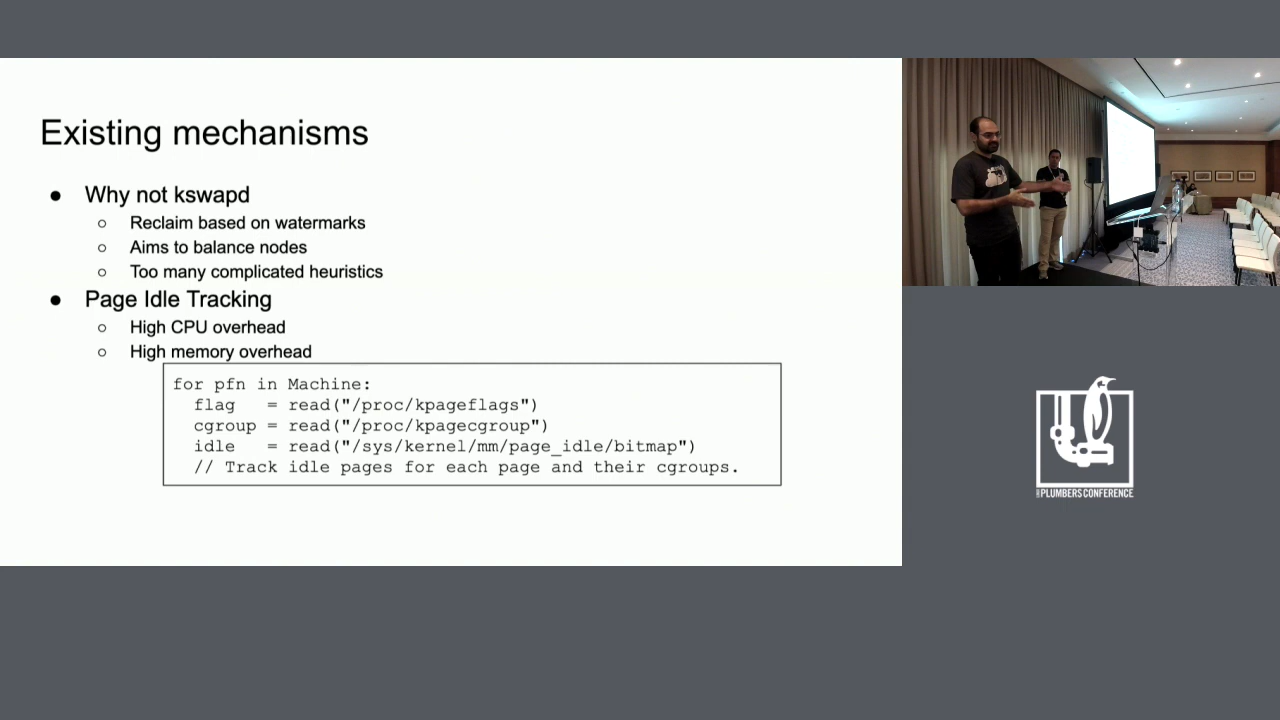 Existing mechanisms
● Why not kswapd
○ Reclaim based on watermarks
○ Aims to balance nodes
○ Too many complicated heuristics
● Page Idle Tracking
○ High CPU overhead
○ High memory overhead
for pfn in Machine:
flag = read("/proc/kpageflags")
cgroup = read("/proc/kpagecgroup")
idle = read("/sys/kernel/mm/page_idle/bitmap")
// Track idle pages for each page and their cgroups.
PLUMBERS CONFERENCE